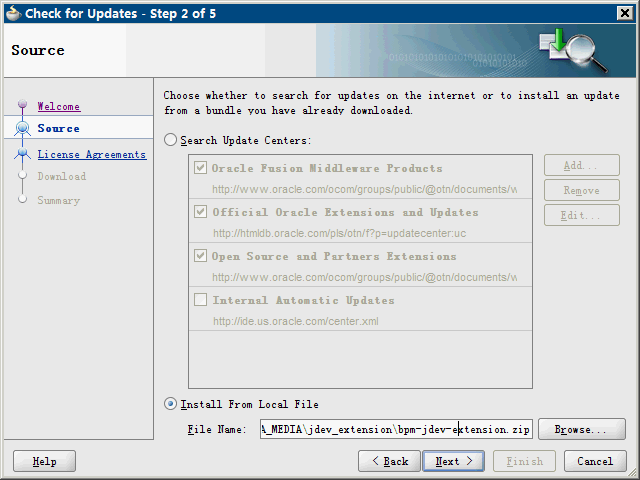 Check for Updates - Step 2 of 5
Source
Choose whether to search for updates on the internet or to install an update
from a bundle you have already downloaded.
Welcome
Source
License Agreements
Download
Summary
Search Update Centers:
Oracle Fusion Middleware Products
http://www.oracle.com/ocom/groups/public/@otn/documents/w
Official Oracle Extensions and Updates
http://htmldb.oracle.com/pls/otn/f?p=updatecenter:uc
Open Source and Partners Extensions
http://www.oracle.com/ocom/groups/public/@otn/documents/w
Internal Automatic Updates
http://ide.us.oracle.com/center.xml
Add...
Remove
Edit...
Install From Local File
File Name: A_MEDIA\jdev_extension\bpm-jdev-extension.zip Browse...
Help < Back Next > Finish Cancel